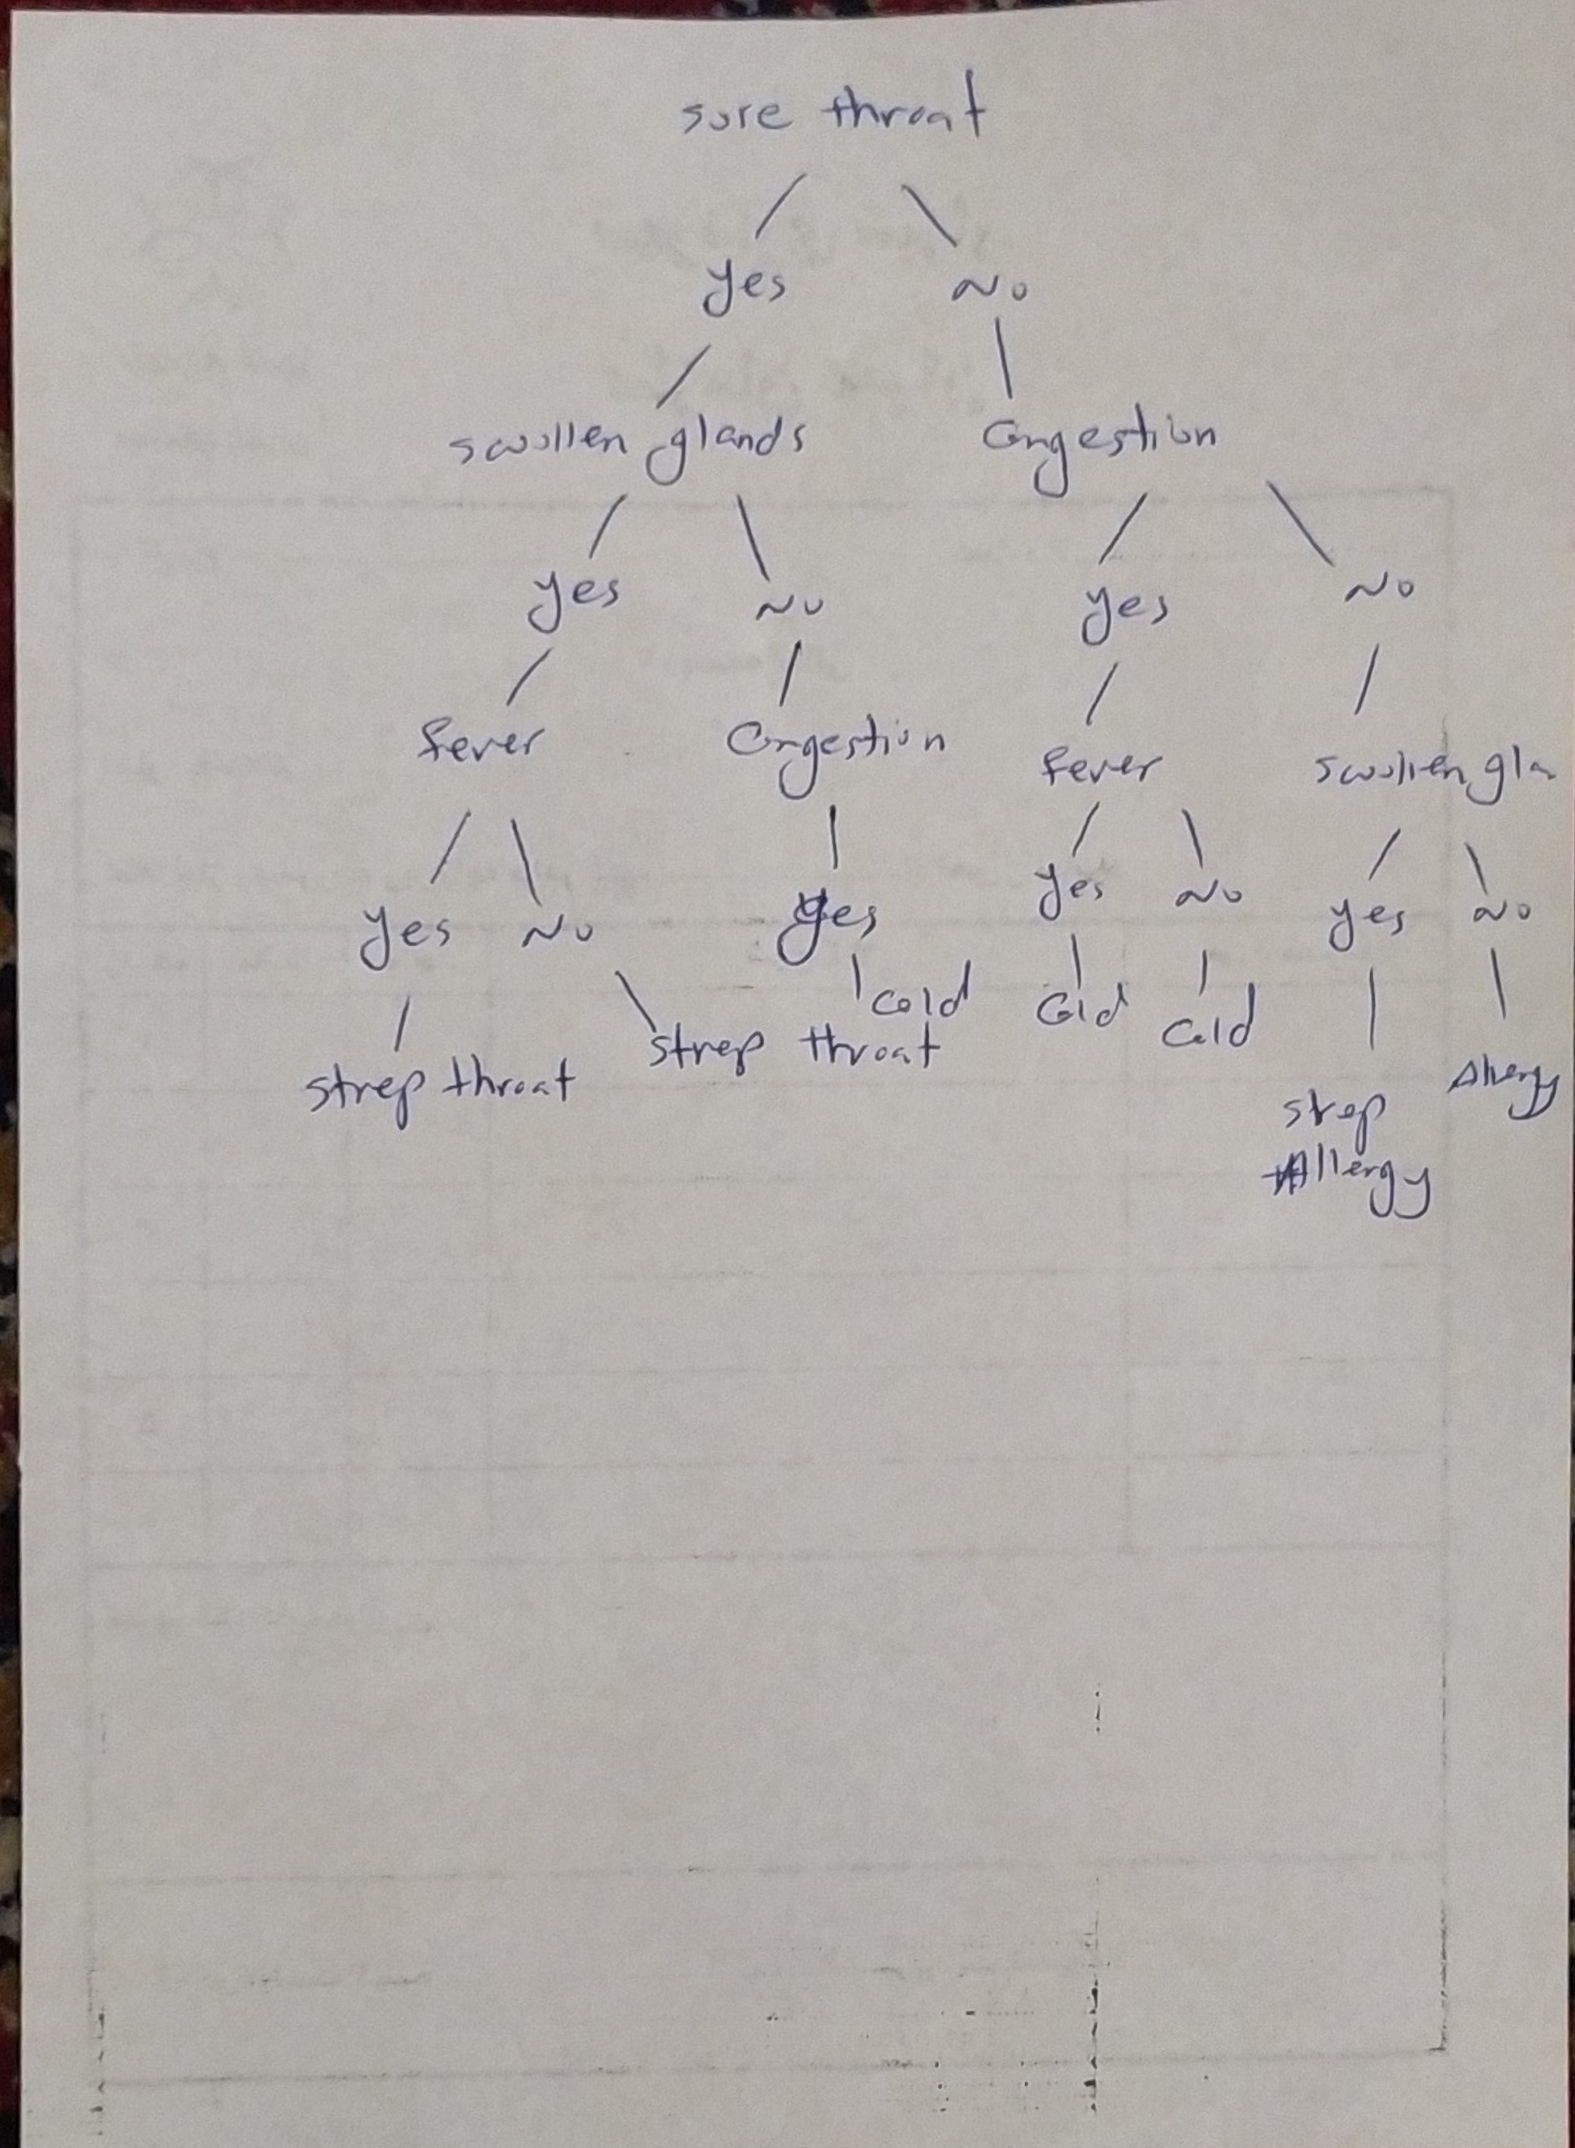 sore throat
yes No
swollen glands Congestion
yes No yes No
fever Congestion fever swollen gla
yes No yes yes No yes No
cold Cold Cold
strep throat strep throat Allergy
strep
Allergy